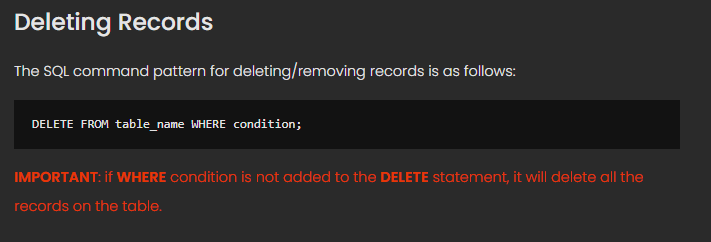 Deleting Records
The SQL command pattern for deleting/removing records is as follows:
DELETE FROM table_name WHERE condition;
IMPORTANT: if WHERE condition is not added to the DELETE statement, it will delete all the
records on the table.